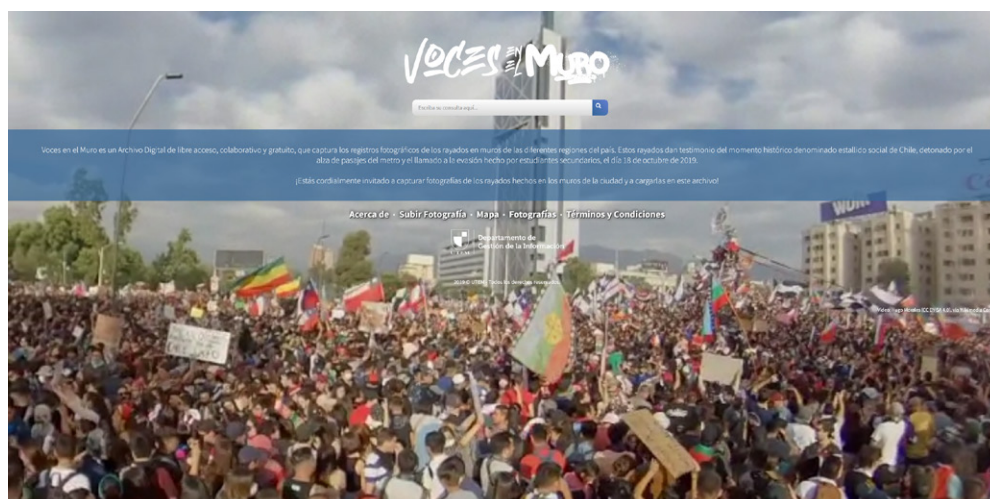 VOCES EN EL MURO
Escriba su consulta aquí...
Voces en el Muro es un Archivo Digital de libre acceso, colaborativo y gratuito, que captura los registros fotográficos de los rayados en muros de las diferentes regiones del país. Estos rayados dan testimonio del momento histórico denominado estallido social de Chile, detonado por el
alza de pasajes del metro y el llamado a la evasión hecho por estudiantes secundarios, el día 18 de octubre de 2019.
¡Estás cordialmente invitado a capturar fotografías de los rayados hechos en los muros de la ciudad y a cargarlas en este archivo!
Acerca de • Subir Fotografía • Mapa • Fotografías • Términos y Condiciones
Departamento de
Gestión de la Información
Todos los derechos reservados